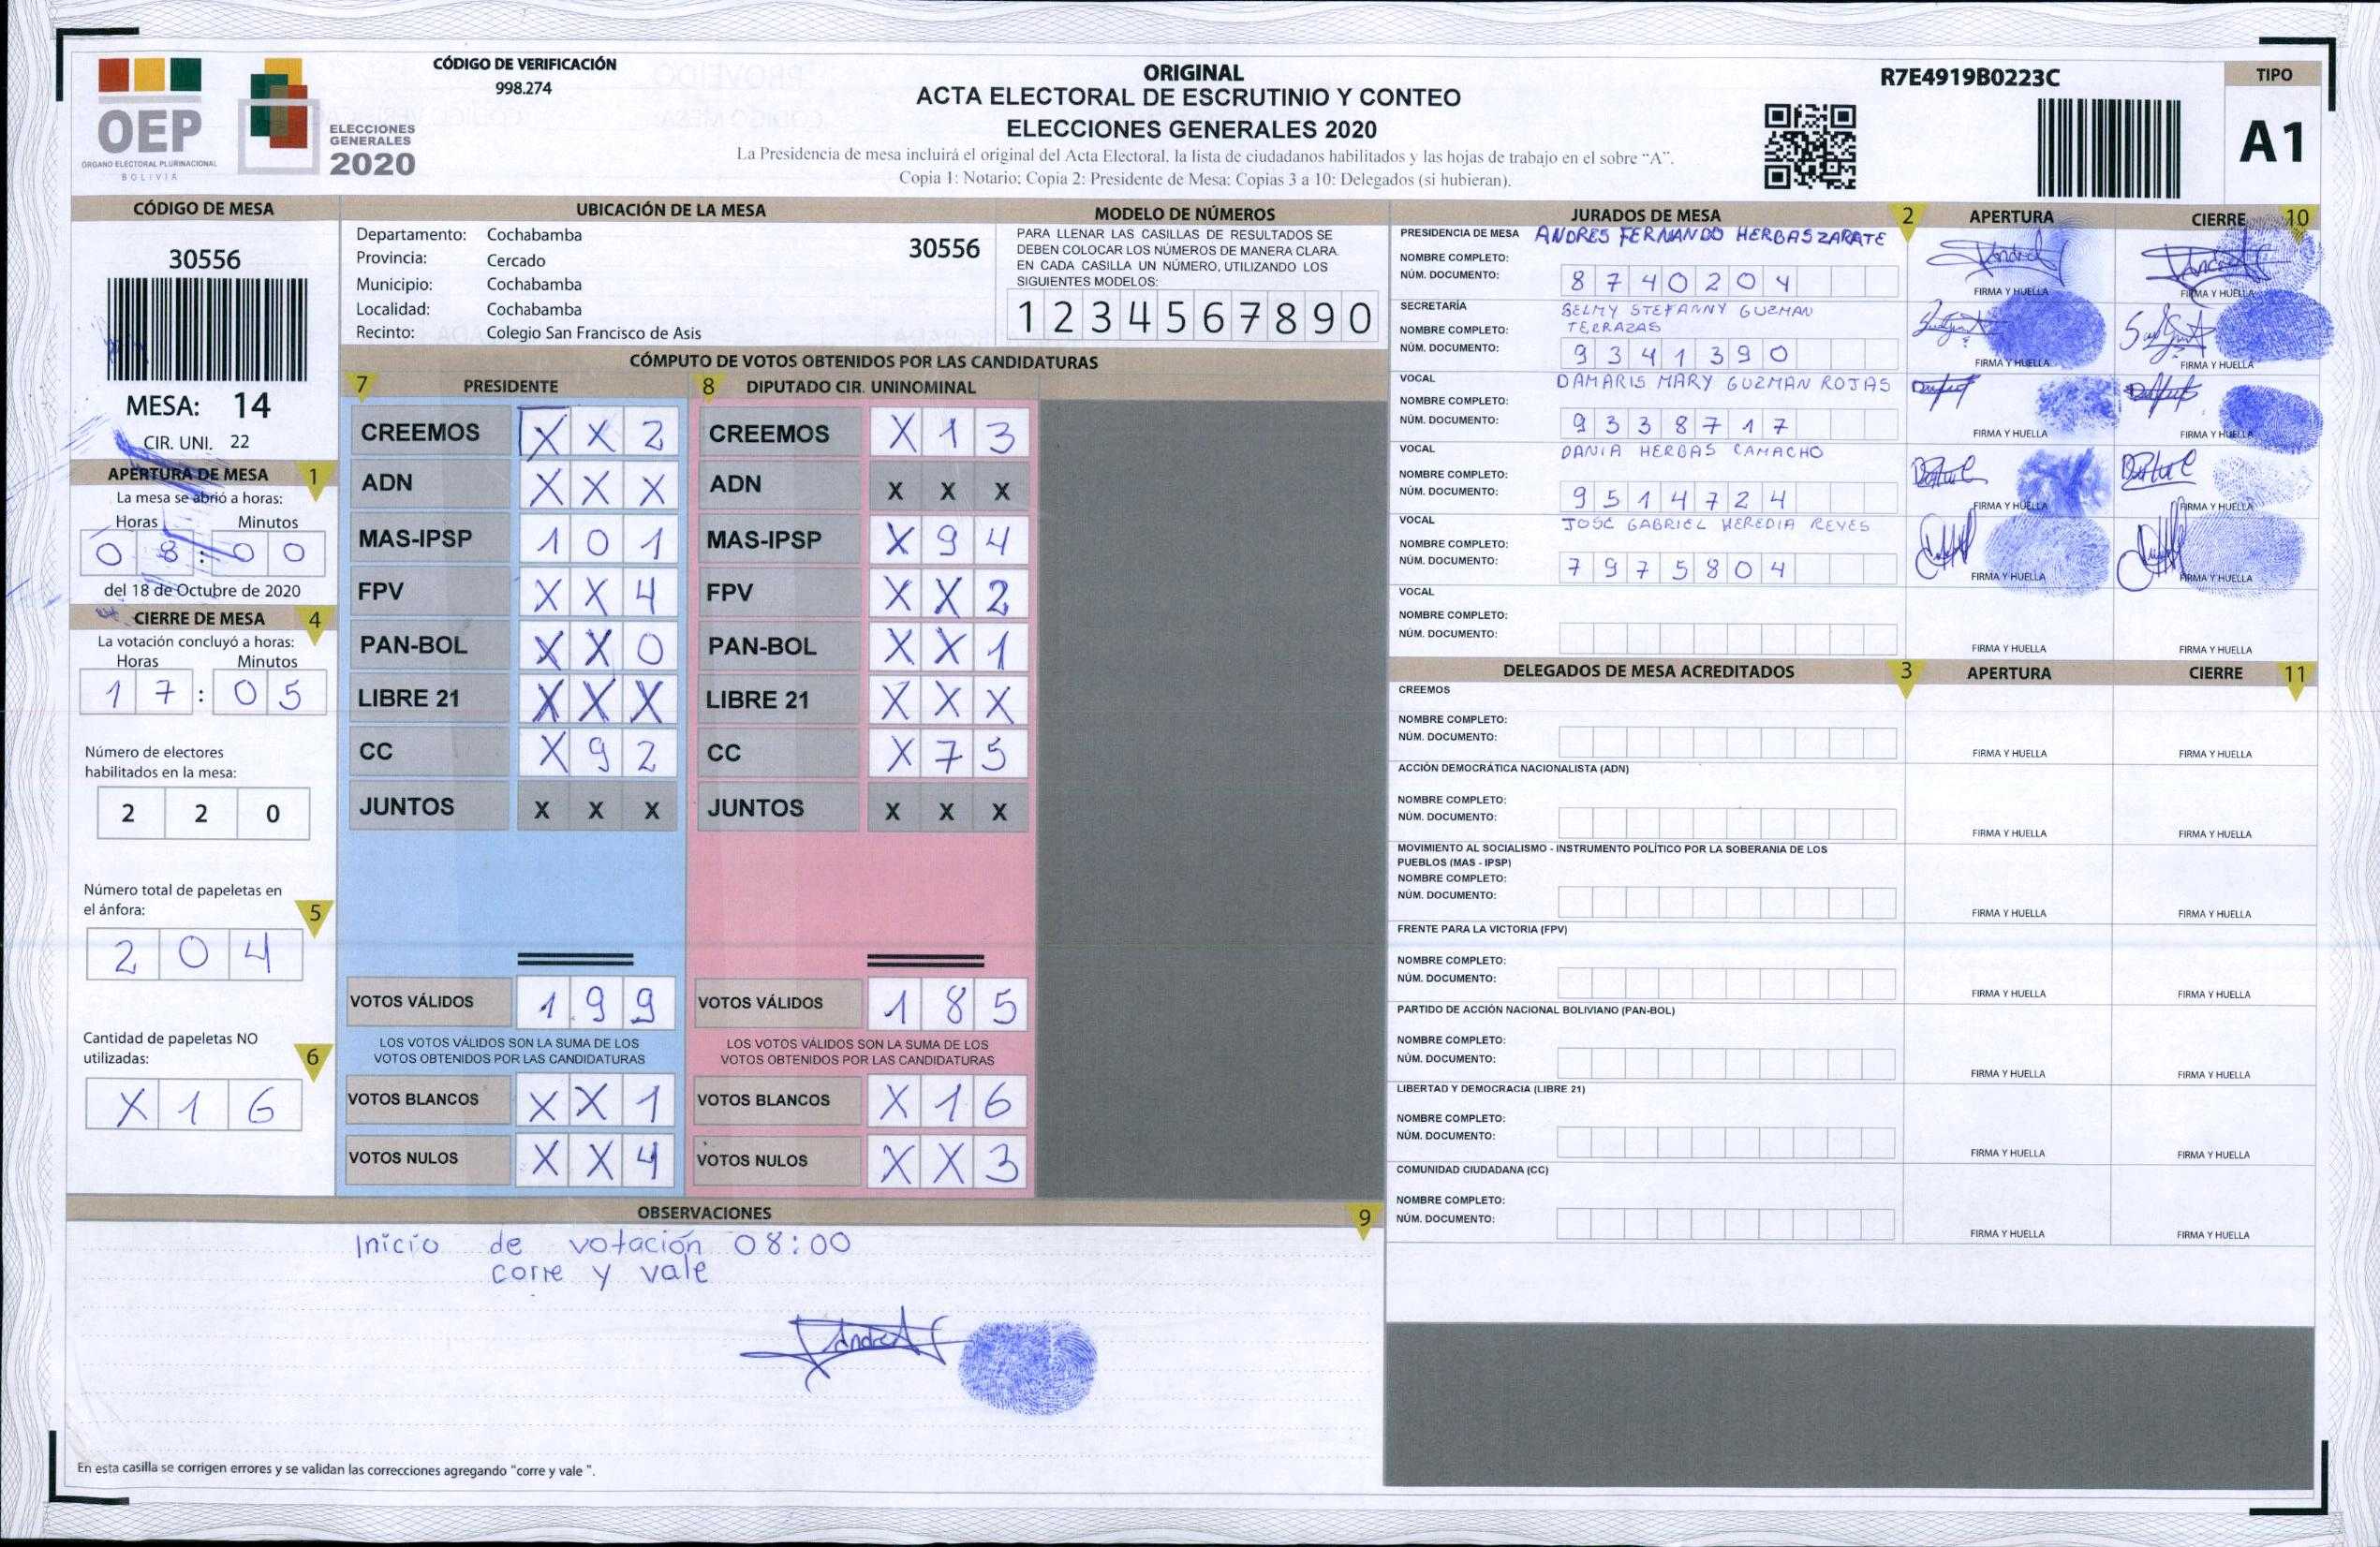 OEP
ÓRGANO ELECTORAL PLURINACIONAL
BOLIVIA
ELECCIONES
GENERALES
2020
CÓDIGO DE VERIFICACIÓN
998.274
ORIGINAL
ACTA ELECTORAL DE ESCRUTINIO Y CONTEO
ELECCIONES GENERALES 2020
La Presidencia de mesa incluirá el original del Acta Electoral, la lista de ciudadanos habilitados y las hojas de trabajo en el sobre "A".
Copia 1: Notario; Copia 2: Presidente de Mesa; Copias 3 a 10: Delegados (si hubieran).
R7E4919B0223C
TIPO
A1
CÓDIGO DE MESA
30556
MESA: 14
CIR. UNI. 22
APERTURA DE MESA 1
La mesa se abrió a horas:
Horas Minutos
0 8 : 0 0
del 18 de Octubre de 2020
CIERRE DE MESA 4
La votación concluyó a horas:
Horas Minutos
1 7 : 0 5
Número de electores
habilitados en la mesa:
2 2 0
Número total de papeletas en
el ánfora: 5
2 0 4
Cantidad de papeletas NO
utilizadas: 6
X 1 6
UBICACIÓN DE LA MESA
Departamento: Cochabamba 30556
Provincia: Cercado
Municipio: Cochabamba
Localidad: Cochabamba
Recinto: Colegio San Francisco de Asis
MODELO DE NÚMEROS
PARA LLENAR LAS CASILLAS DE RESULTADOS SE
DEBEN COLOCAR LOS NÚMEROS DE MANERA CLARA.
EN CADA CASILLA UN NÚMERO, UTILIZANDO LOS
SIGUIENTES MODELOS:
1 2 3 4 5 6 7 8 9 0
CÓMPUTO DE VOTOS OBTENIDOS POR LAS CANDIDATURAS
7 PRESIDENTE 8 DIPUTADO CIR. UNINOMINAL
CREEMOS X X 2 CREEMOS X 1 3
ADN X X X ADN X X X
MAS-IPSP 1 0 1 MAS-IPSP X 9 4
FPV X X 4 FPV X X 2
PAN-BOL X X 0 PAN-BOL X X 1
LIBRE 21 X X X LIBRE 21 X X X
CC X 9 2 CC X 7 5
JUNTOS X X X JUNTOS X X X
VOTOS VÁLIDOS 1 9 9 VOTOS VÁLIDOS 1 8 5
LOS VOTOS VÁLIDOS SON LA SUMA DE LOS LOS VOTOS VÁLIDOS SON LA SUMA DE LOS
VOTOS OBTENIDOS POR LAS CANDIDATURAS VOTOS OBTENIDOS POR LAS CANDIDATURAS
VOTOS BLANCOS X X 1 VOTOS BLANCOS X 1 6
VOTOS NULOS X X 4 VOTOS NULOS X X 3
OBSERVACIONES 9
Inicio de votación 08:00
corre y vale
En esta casilla se corrigen errores y se validan las correcciones agregando "corre y vale ".
JURADOS DE MESA 2 APERTURA CIERRE 10
PRESIDENCIA DE MESA ANDRES FERNANDO HERBAS ZARATE
NOMBRE COMPLETO:
NÚM. DOCUMENTO: 8 7 4 0 2 0 4 FIRMA Y HUELLA FIRMA Y HUELLA
SECRETARÍA SELMY STEFANNY GUZMAN
NOMBRE COMPLETO: TERRAZAS
NÚM. DOCUMENTO: 9 3 4 1 3 9 0 FIRMA Y HUELLA FIRMA Y HUELLA
VOCAL DAMARIS MARY GUZMAN ROJAS
NOMBRE COMPLETO:
NÚM. DOCUMENTO: 9 3 3 8 7 1 7 FIRMA Y HUELLA FIRMA Y HUELLA
VOCAL DANIA HERBAS CAMACHO
NOMBRE COMPLETO:
NÚM. DOCUMENTO: 9 5 1 4 7 2 4 FIRMA Y HUELLA FIRMA Y HUELLA
VOCAL JOSE GABRIEL HEREDIA REYES
NOMBRE COMPLETO:
NÚM. DOCUMENTO: 7 9 7 5 8 0 4 FIRMA Y HUELLA FIRMA Y HUELLA
VOCAL
NOMBRE COMPLETO:
NÚM. DOCUMENTO: FIRMA Y HUELLA FIRMA Y HUELLA
DELEGADOS DE MESA ACREDITADOS 3 APERTURA CIERRE 11
CREEMOS
NOMBRE COMPLETO:
NÚM. DOCUMENTO: FIRMA Y HUELLA FIRMA Y HUELLA
ACCIÓN DEMOCRÁTICA NACIONALISTA (ADN)
NOMBRE COMPLETO:
NÚM. DOCUMENTO: FIRMA Y HUELLA FIRMA Y HUELLA
MOVIMIENTO AL SOCIALISMO - INSTRUMENTO POLÍTICO POR LA SOBERANIA DE LOS
PUEBLOS (MAS - IPSP)
NOMBRE COMPLETO:
NÚM. DOCUMENTO: FIRMA Y HUELLA FIRMA Y HUELLA
FRENTE PARA LA VICTORIA (FPV)
NOMBRE COMPLETO:
NÚM. DOCUMENTO: FIRMA Y HUELLA FIRMA Y HUELLA
PARTIDO DE ACCIÓN NACIONAL BOLIVIANO (PAN-BOL)
NOMBRE COMPLETO:
NÚM. DOCUMENTO: FIRMA Y HUELLA FIRMA Y HUELLA
LIBERTAD Y DEMOCRACIA (LIBRE 21)
NOMBRE COMPLETO:
NÚM. DOCUMENTO: FIRMA Y HUELLA FIRMA Y HUELLA
COMUNIDAD CIUDADANA (CC)
NOMBRE COMPLETO:
NÚM. DOCUMENTO: FIRMA Y HUELLA FIRMA Y HUELLA